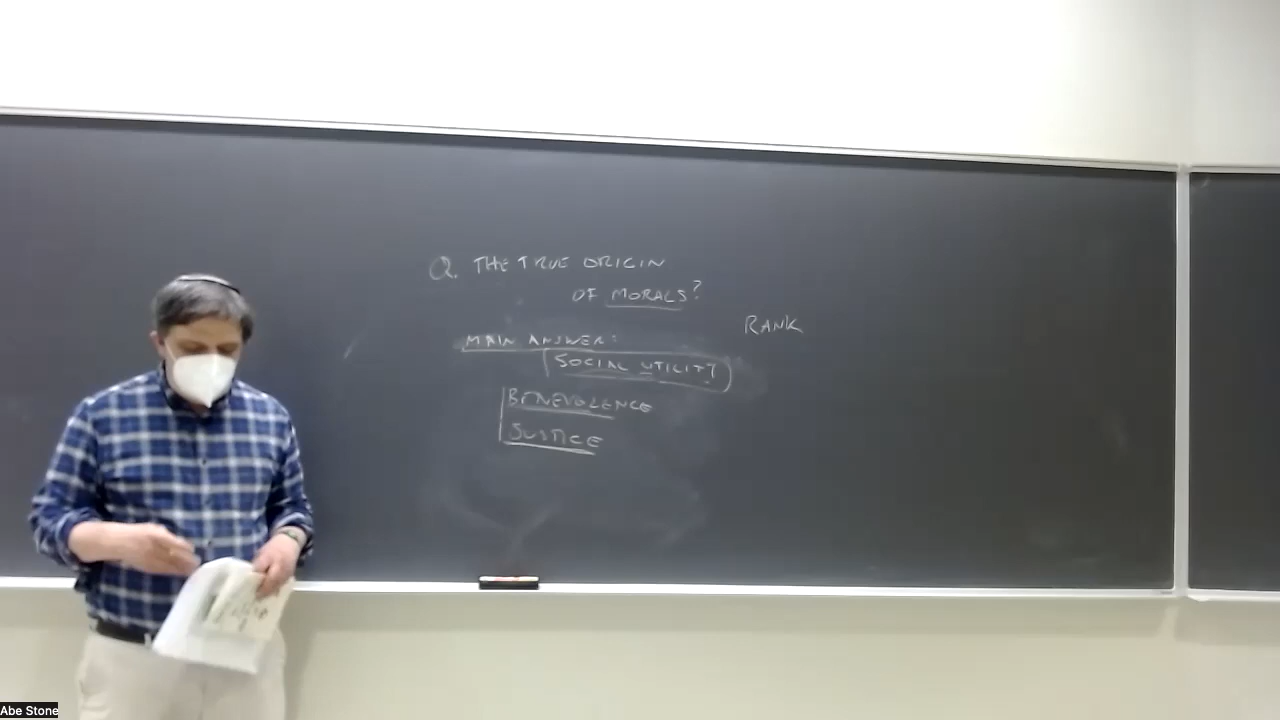 Q. THE TRUE ORIGIN
OF MORALS?
RANK
MAIN ANSWER:
SOCIAL UTILITY
BENEVOLENCE
JUSTICE
Abe Stone